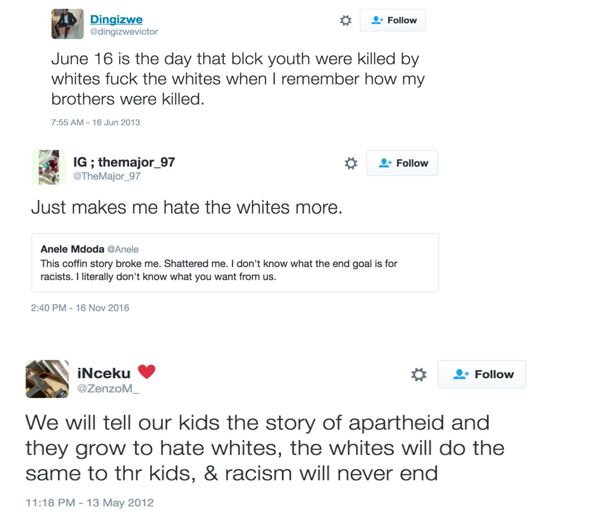 Dingizwe
@dingizwevictor
Follow
June 16 is the day that blck youth were killed by
whites fuck the whites when I remember how my
brothers were killed.
7:55 AM - 16 Jun 2013
IG ; themajor_97
@TheMajor_97
Follow
Just makes me hate the whites more.
Anele Mdoda @Anele
This coffin story broke me. Shattered me. I don't know what the end goal is for
racists. I literally don't know what you want from us.
2:40 PM - 16 Nov 2016
iNceku ❤️
@ZenzoM_
Follow
We will tell our kids the story of apartheid and
they grow to hate whites, the whites will do the
same to thr kids, & racism will never end
11:18 PM - 13 May 2012